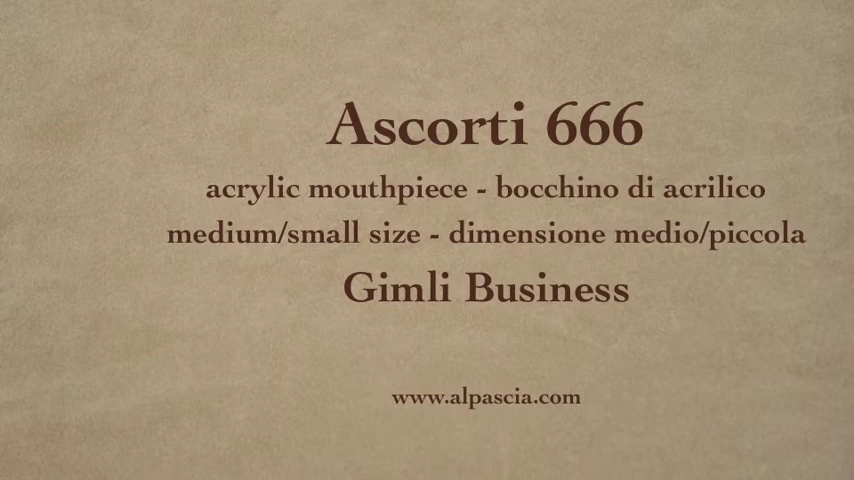 Ascorti 666
acrylic mouthpiece - bocchino di acrilico
medium/small size - dimensione medio/piccola
Gimli Business
www.alpascia.com